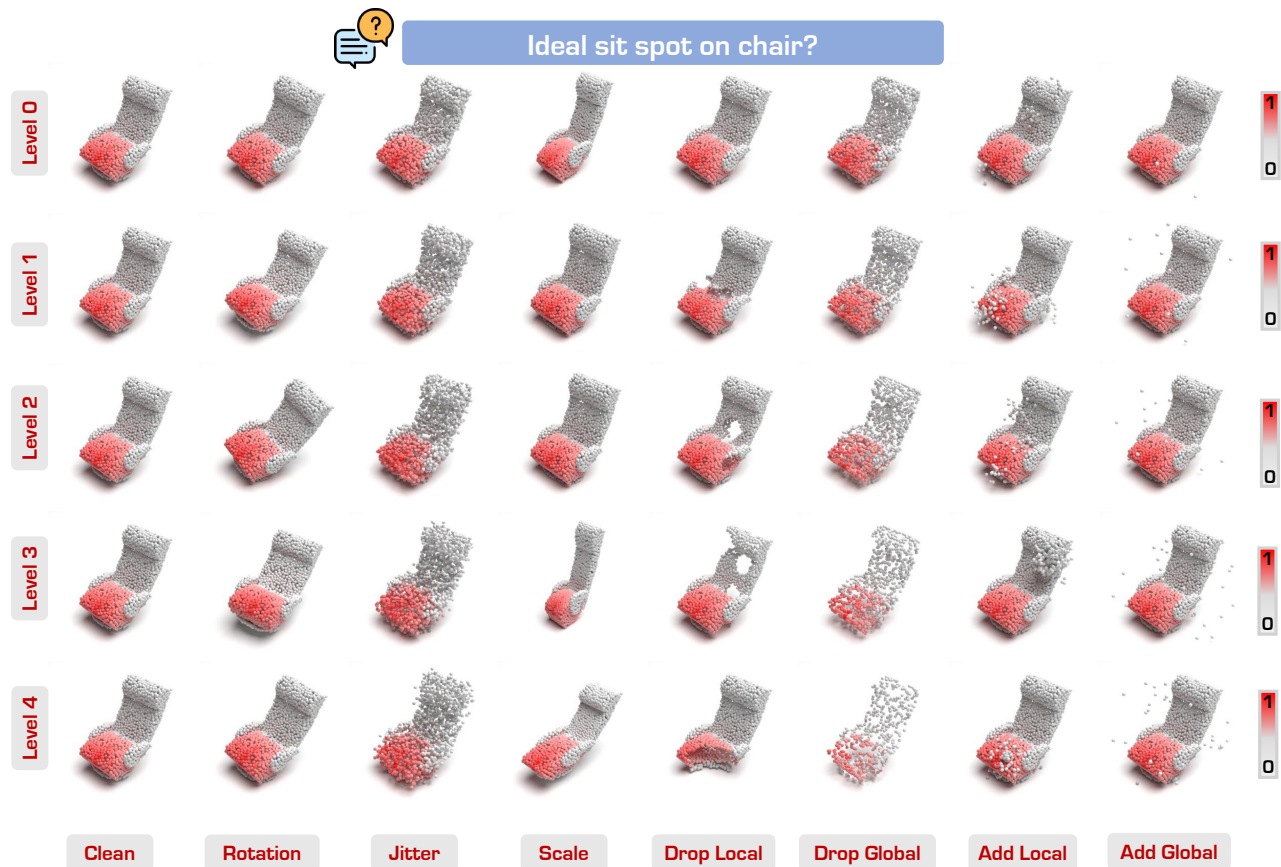 ?
Ideal sit spot on chair?
Level 0
1
0
Level 1
1
0
Level 2
1
0
Level 3
1
0
Level 4
1
0
Clean
Rotation
Jitter
Scale
Drop Local
Drop Global
Add Local
Add Global